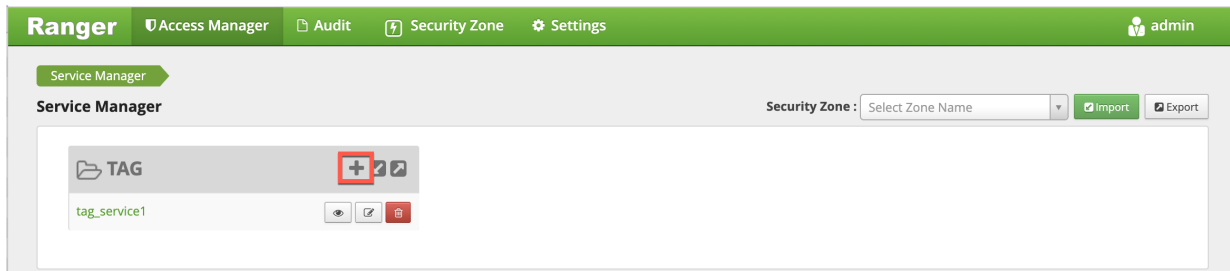 Ranger Access Manager Audit Security Zone Settings admin
Service Manager
Service Manager Security Zone : Select Zone Name Import Export
TAG
tag_service1